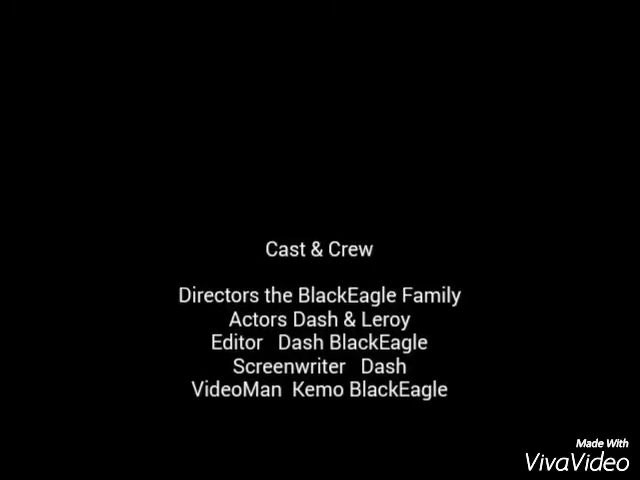 Cast & Crew
Directors the BlackEagle Family
Actors Dash & Leroy
Editor   Dash BlackEagle
Screenwriter   Dash
VideoMan  Kemo BlackEagle
Made With
VivaVideo